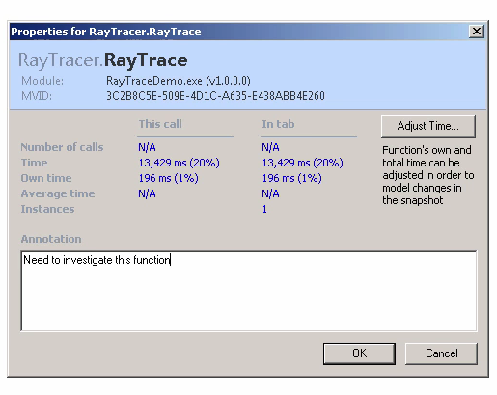 Properties for RayTracer.RayTrace
RayTracer.RayTrace
Module: RayTraceDemo.exe (v1.0.0.0)
MVID: 3C2B8C5E-509E-4D1C-A635-E438ABB4E260
This call In tab
Adjust Time...
Number of calls N/A N/A
Time 13,429 ms (20%) 13,429 ms (20%)
Own time 196 ms (1%) 196 ms (1%)
Average time N/A N/A
Instances 1
Function's own and
total time can be
adjusted in order to
model changes in
the snapshot
Annotation
Need to investigate this function
OK Cancel